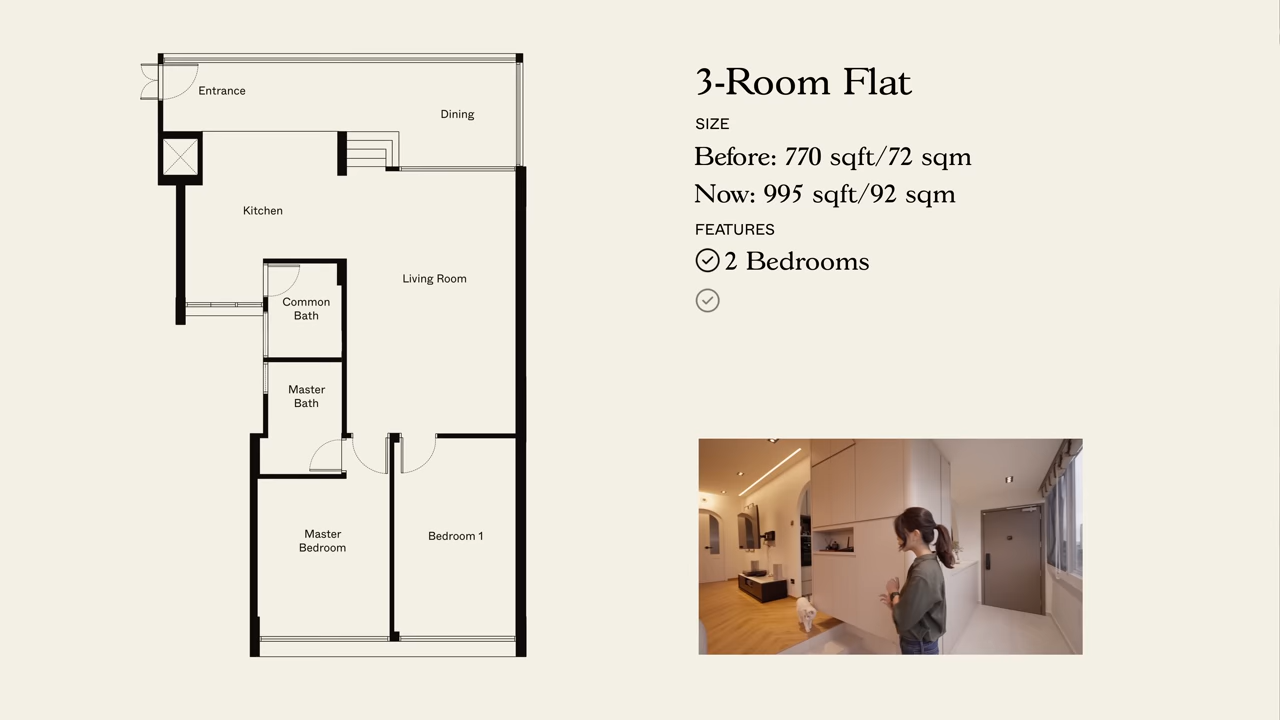 Entrance
Dining
Kitchen
Living Room
Common
Bath
Master
Bath
Master
Bedroom
Bedroom 1
3-Room Flat
SIZE
Before: 770 sqft/72 sqm
Now: 995 sqft/92 sqm
FEATURES
2 Bedrooms